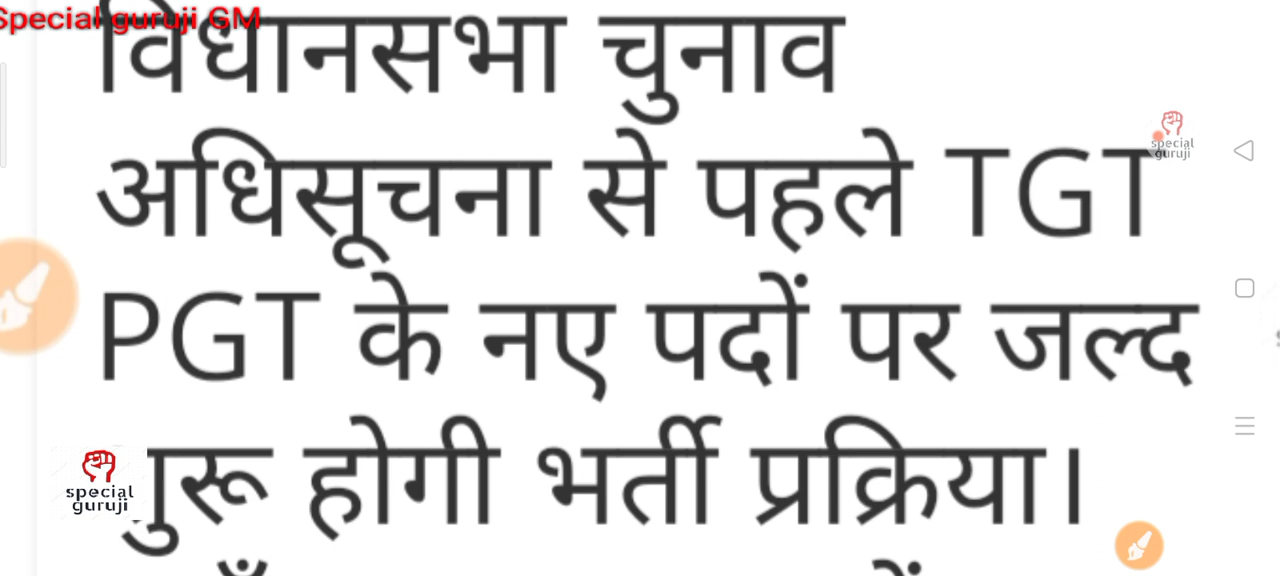 Special guruji GM
विधानसभा चुनाव
अधिसूचना से पहले TGT
special
guruji
PGT के नए पदों पर जल्द
होगी भर्ती प्रक्रिया।
special
guruji